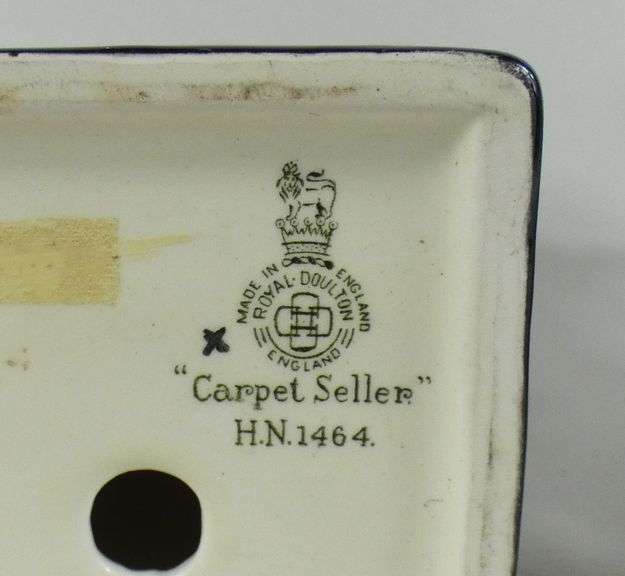 MADE IN ENGLAND
ROYAL·DOULTON
ENGLAND
x
"Carpet Seller"
H.N.1464.